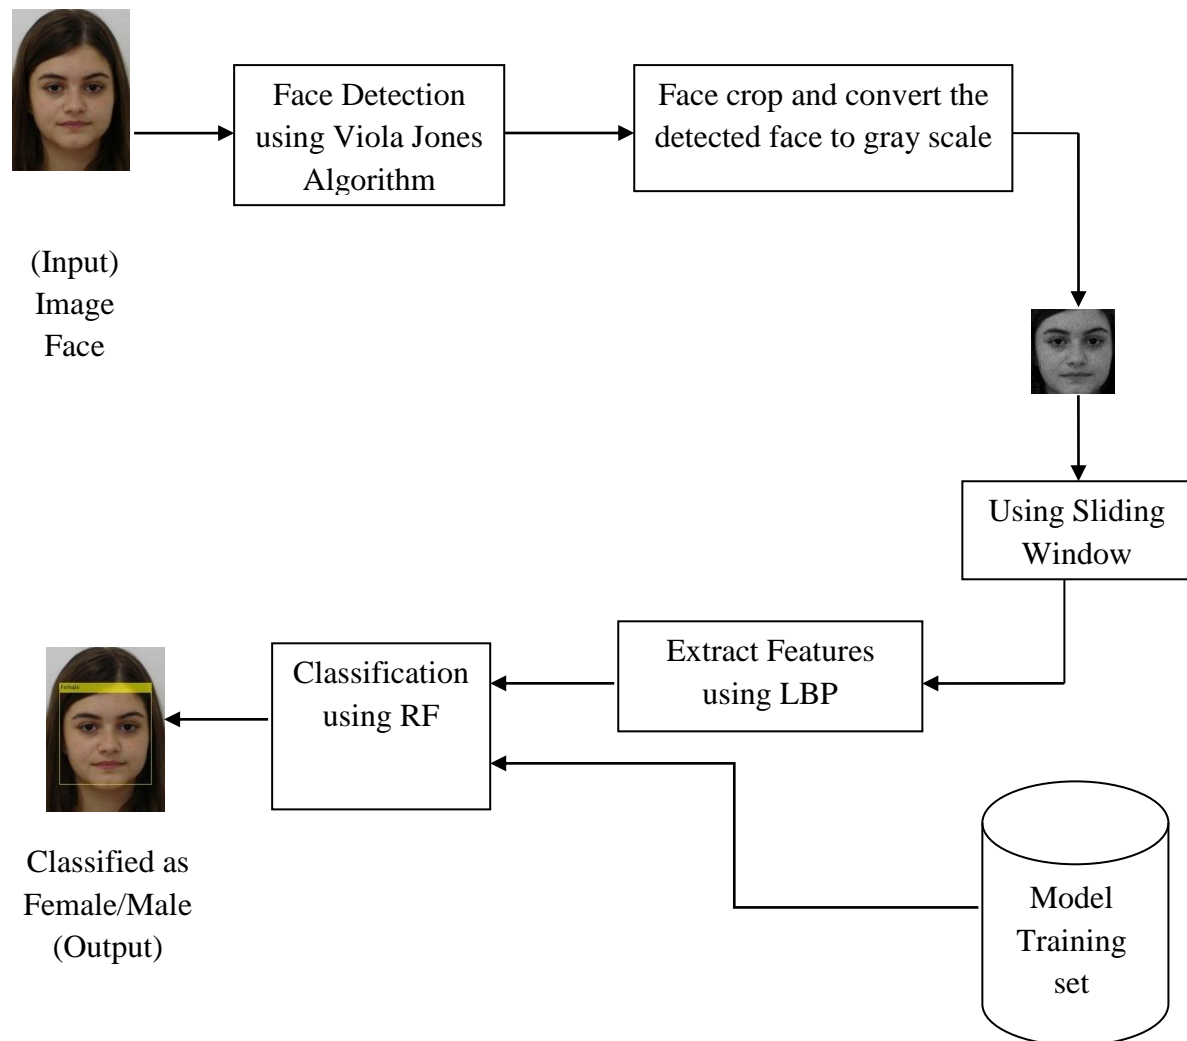 Face Detection
using Viola Jones
Algorithm
Face crop and convert the
detected face to gray scale
(Input)
Image
Face
Using Sliding
Window
Extract Features
using LBP
Classification
using RF
Female
Classified as
Female/Male
(Output)
Model
Training
set